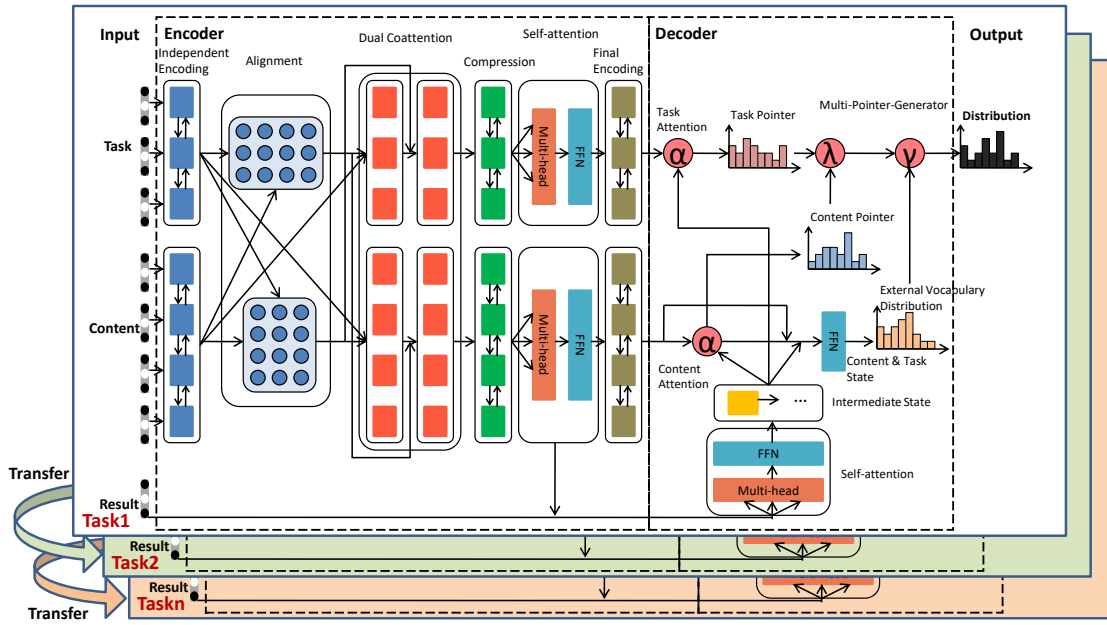 Input
Encoder
Dual Coattention
Self-attention
Decoder
Output
Independent
Encoding
Alignment
Compression
Final
Encoding
Task
Multi-head
FFN
Task
Attention
α
Task Pointer
Multi-Pointer-Generator
λ
γ
Distribution
Content Pointer
Content
Multi-head
FFN
Content
Attention
α
External Vocabulary
Distribution
FFN
Content & Task
State
...
Intermediate State
FFN
Multi-head
Self-attention
Transfer
Result
Task1
Result
Task2
Result
Taskn
Transfer